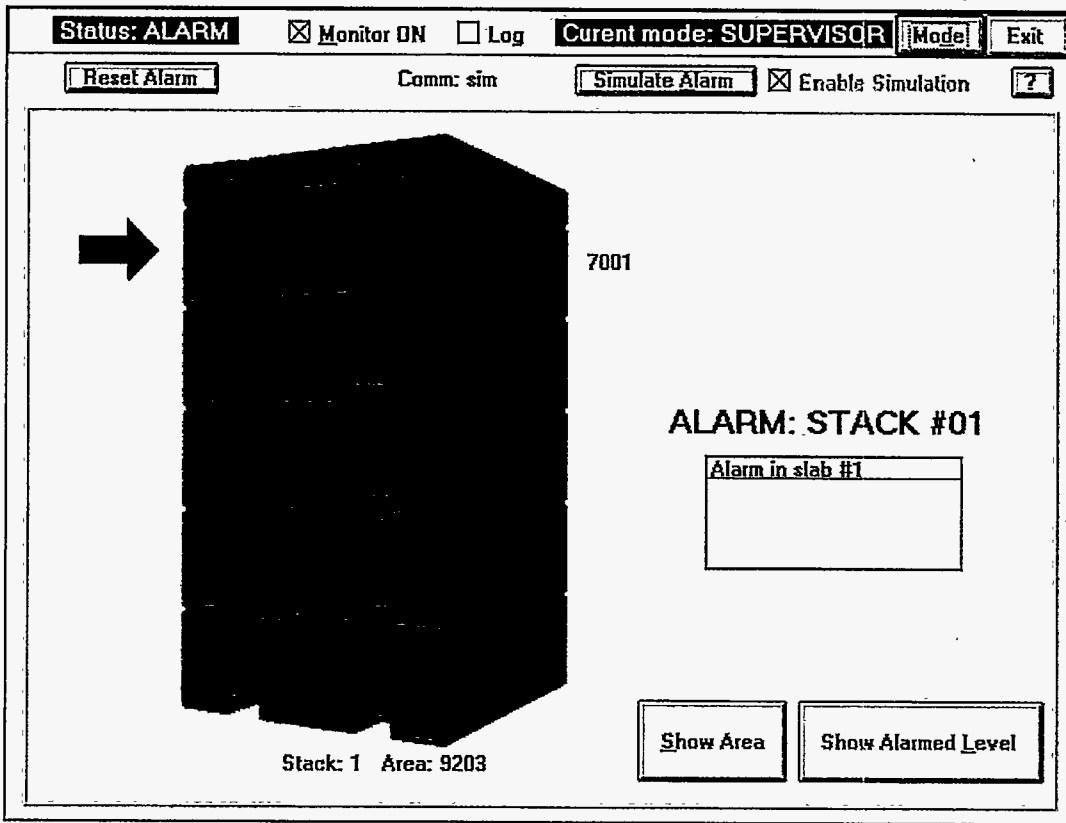 Status: ALARM Monitor ON Log Curent mode: SUPERVISOR Mode Exit
Reset Alarm Comm: sim Simulate Alarm Enable Simulation ?
7001
ALARM: STACK #01
Alarm in slab #1
Show Area Show Alarmed Level
Stack: 1 Area: 9203